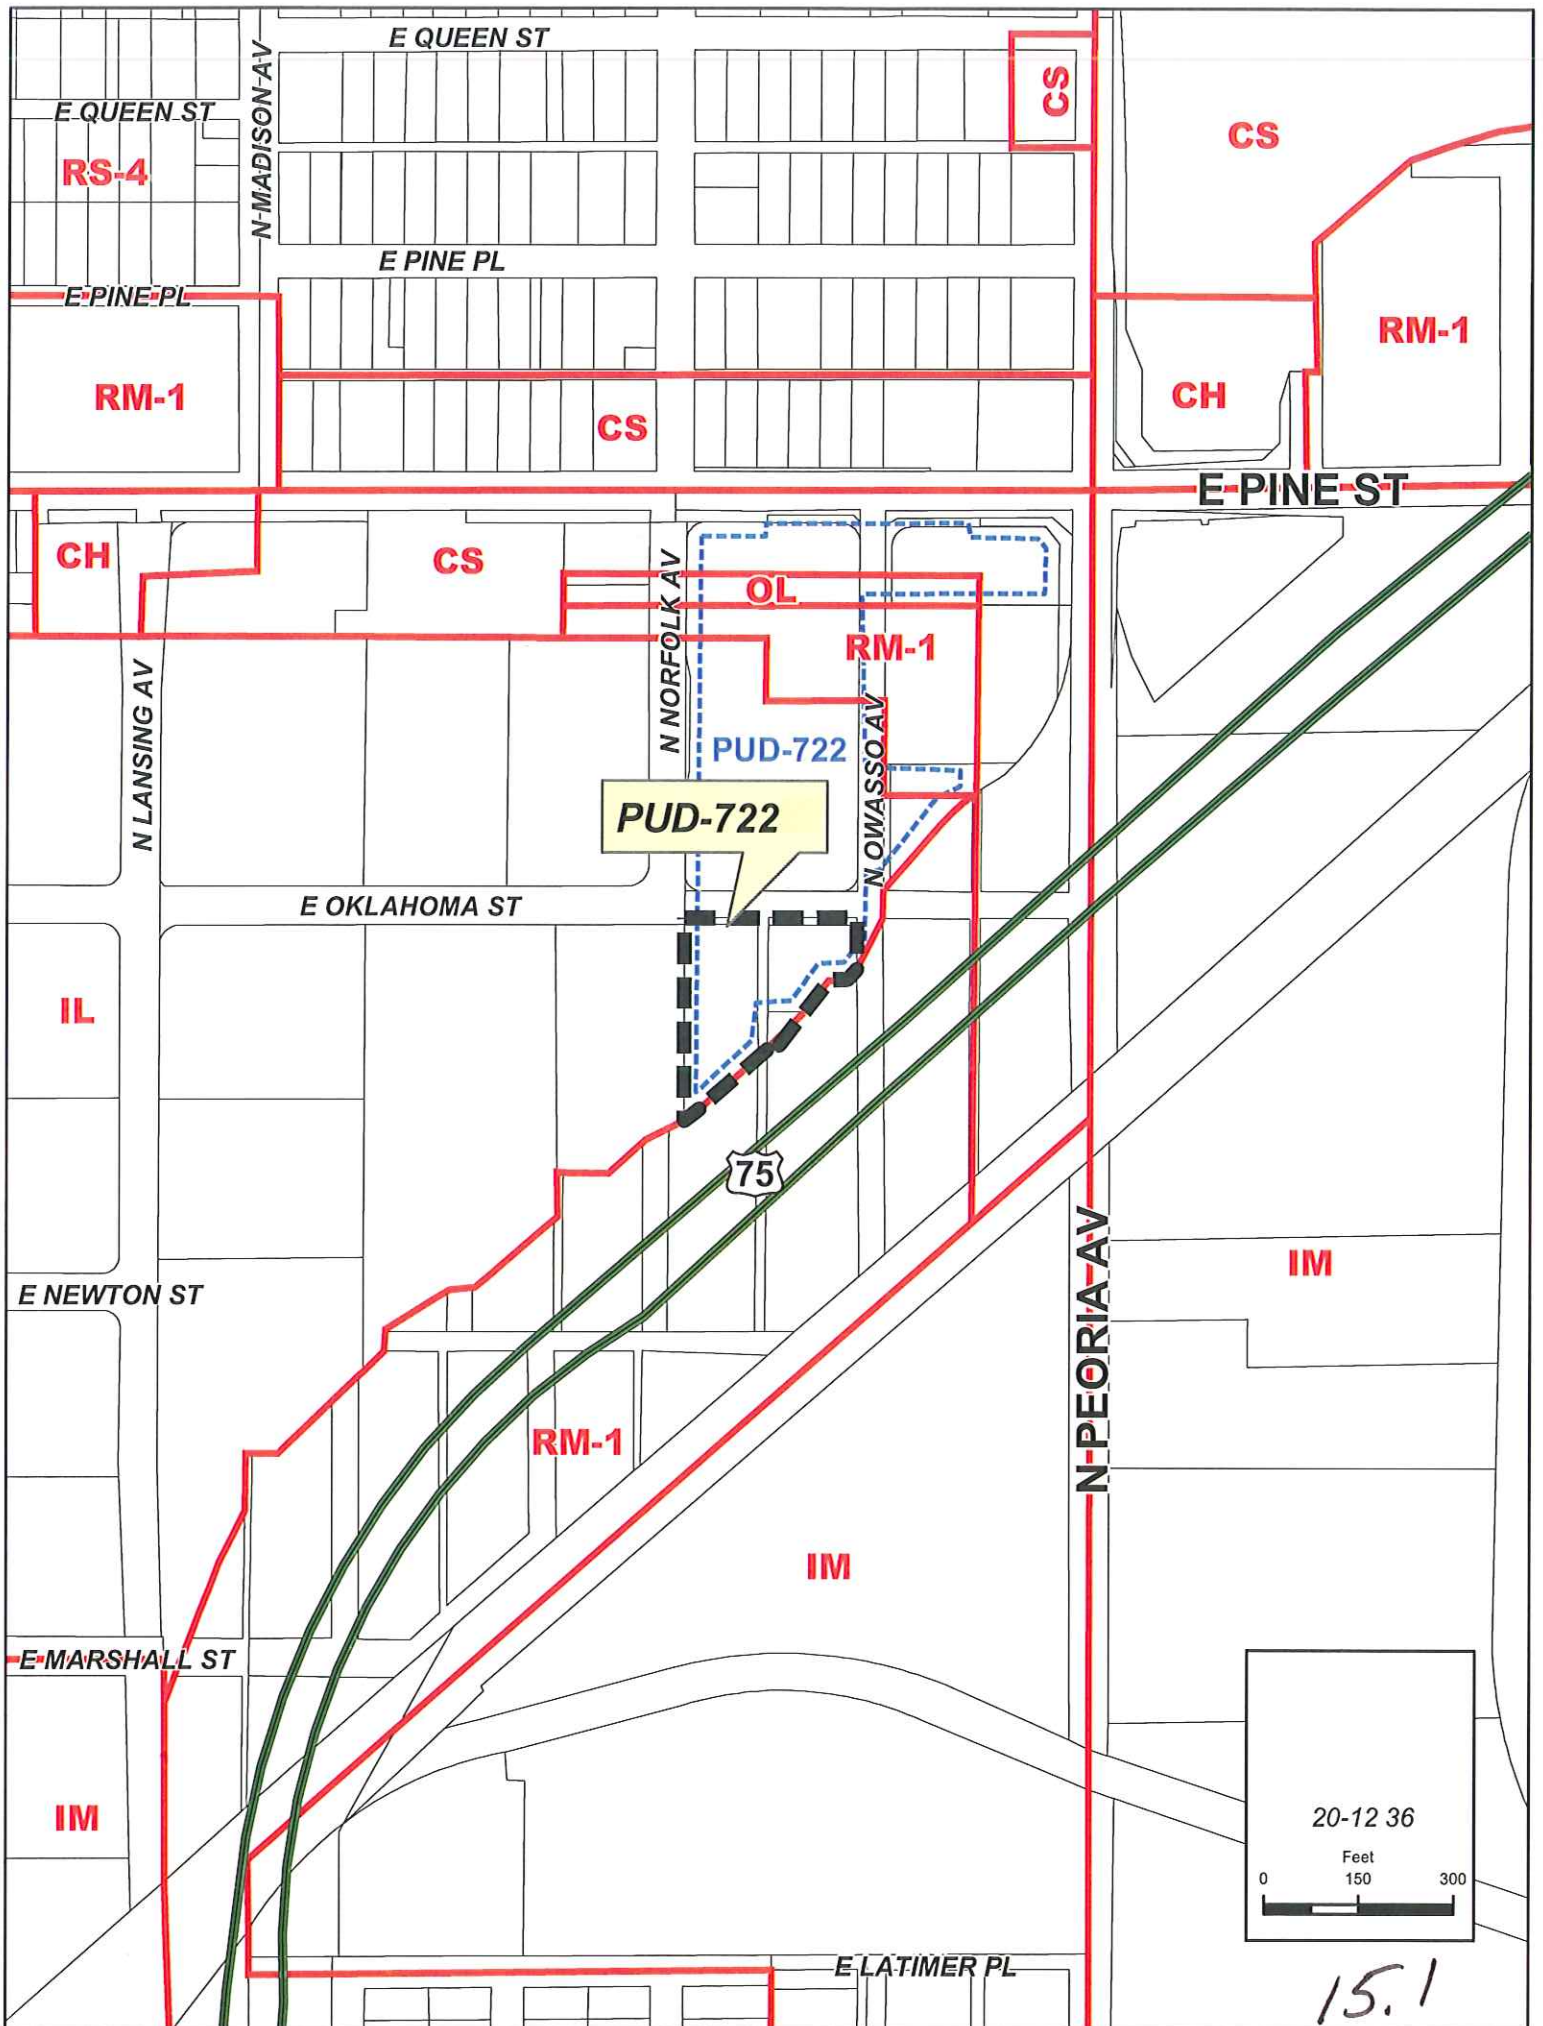 E QUEEN ST
CS
E QUEEN ST
N MADISON AV
CS
RS-4
E PINE PL
E PINE PL
RM-1
RM-1
CH
CS
E PINE ST
CH
CS
N NORFOLK AV
OL
RM-1
N LANSING AV
PUD-722
N OWASSO AV
PUD-722
E OKLAHOMA ST
IL
75
N PEORIA AV
IM
E NEWTON ST
RM-1
IM
E MARSHALL ST
IM
20-12 36
Feet
0 150 300
E LATIMER PL
15.1